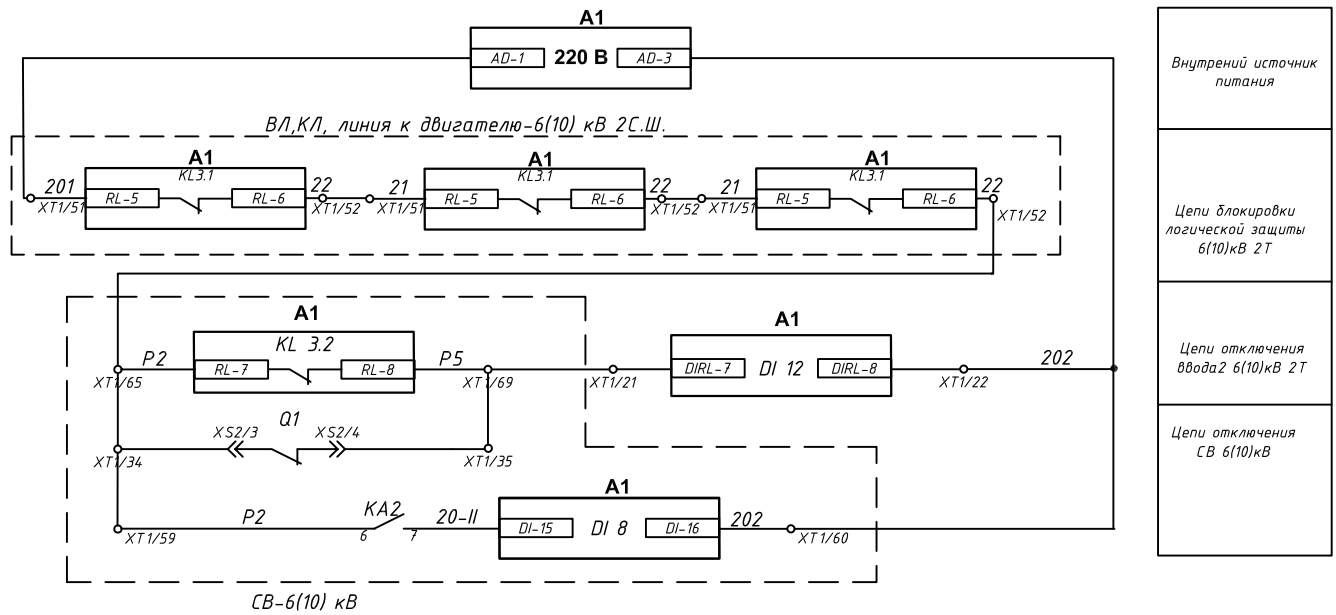 A1
AD-1 220 В AD-3
Внутрений источник
питания
ВЛ,КЛ, линия к двигателю-6(10) кВ 2С.Ш.
A1
KL3.1
201
RL-5
RL-6
22
XT1/51
XT1/52
A1
KL3.1
21
RL-5
RL-6
22
XT1/51
XT1/52
A1
KL3.1
21
RL-5
RL-6
22
XT1/51
XT1/52
Цепи блокировки
логической защиты
6(10)кВ 2Т
A1
KL 3.2
P2
RL-7
RL-8
P5
XT1/65
XT1/69
XT1/21
A1
DIRL-7 DI 12 DIRL-8
XT1/22
202
Цепи отключения
ввода2 6(10)кВ 2Т
Q1
XS2/3
XS2/4
XT1/34
XT1/35
Цепи отключения
СВ 6(10)кВ
P2
KA2
6
7
20-II
A1
DI-15 DI 8 DI-16
202
XT1/59
XT1/60
СВ-6(10) кВ